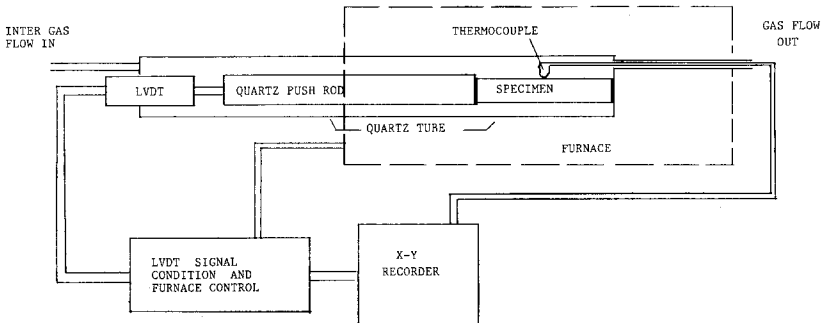 INTER GAS
FLOW IN
THERMOCOUPLE
GAS FLOW
OUT
LVDT
QUARTZ PUSH ROD
SPECIMEN
QUARTZ TUBE
FURNACE
LVDT SIGNAL
CONDITION AND
FURNACE CONTROL
X-Y
RECORDER